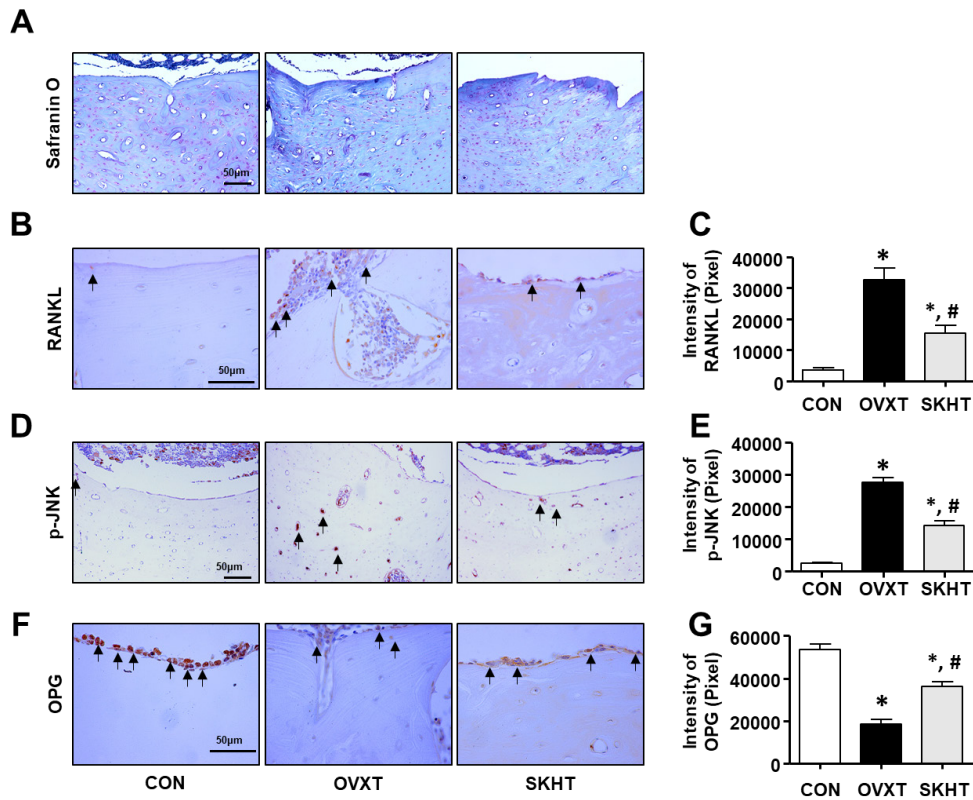 A
Safranin O
50µm
B
RANKL
50µm
C
Intensity of
RANKL (Pixel)
40000
30000
20000
10000
0
*
*, #
CON OVXT SKHT
D
p-JNK
50µm
E
Intensity of
p-JNK (Pixel)
40000
30000
20000
10000
0
*
*, #
CON OVXT SKHT
F
OPG
50µm
CON OVXT SKHT
G
Intensity of
OPG (Pixel)
60000
40000
20000
0
*
*, #
CON OVXT SKHT